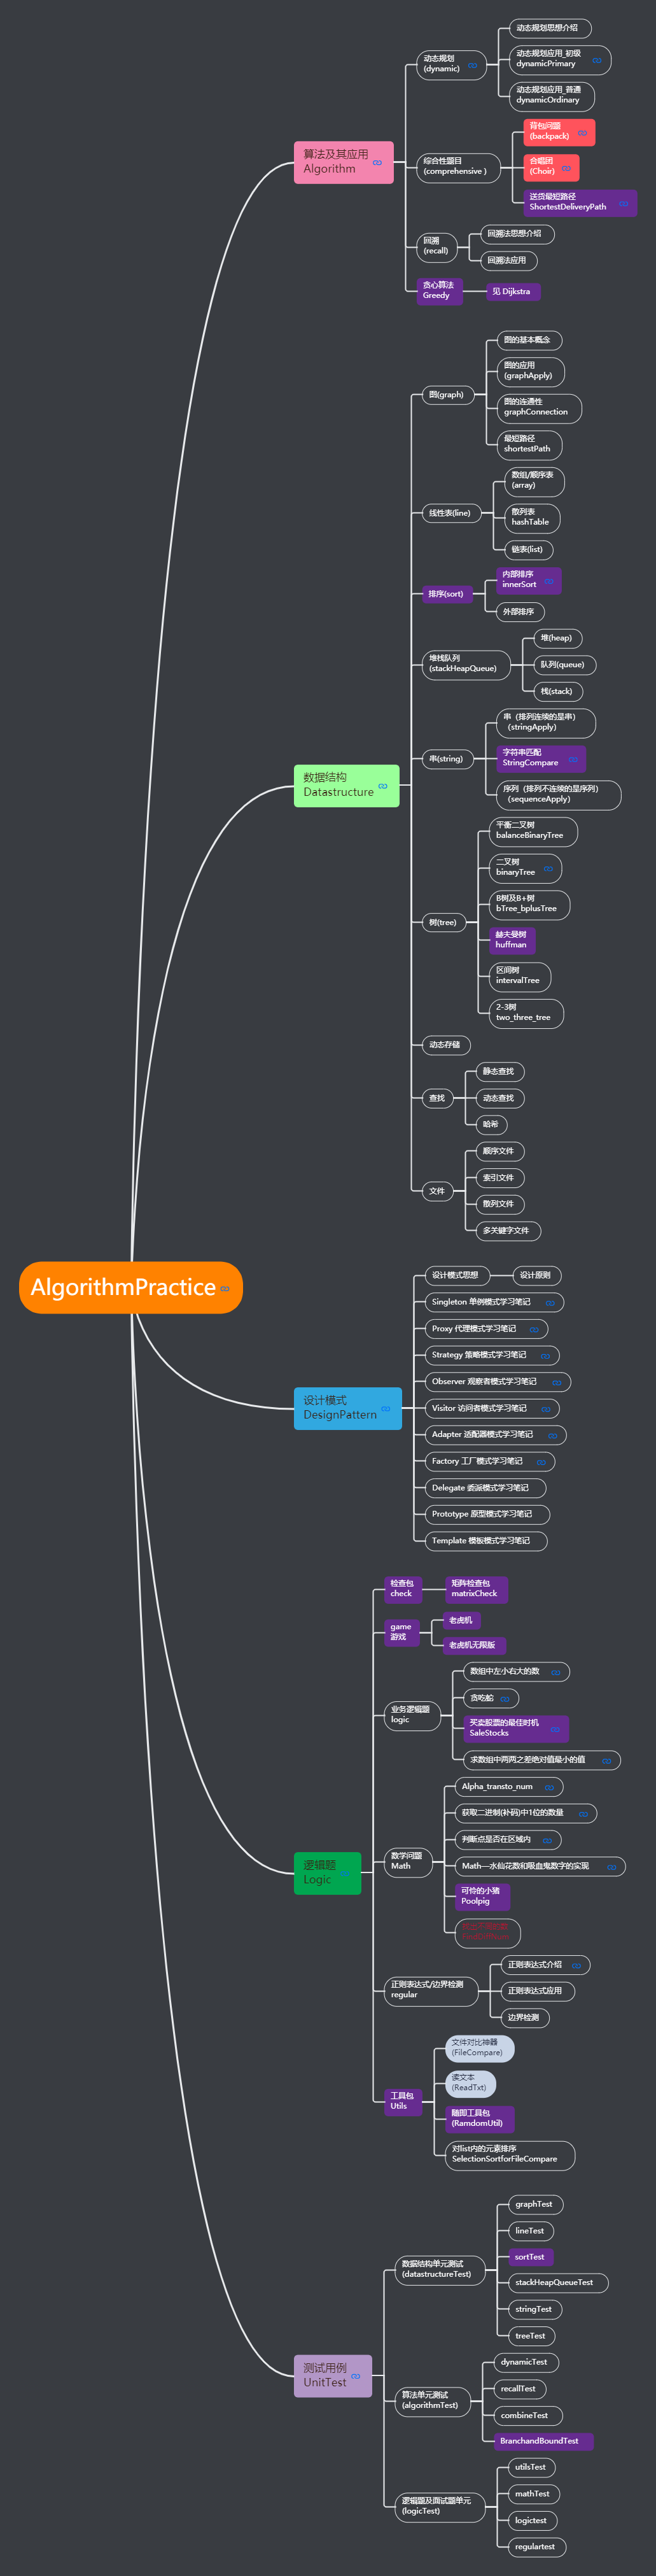 AlgorithmPractice
算法及其应用
Algorithm
动态规划
(dynamic)
动态规划思想介绍
动态规划应用_初级
dynamicPrimary
动态规划应用_普通
dynamicOrdinary
综合性题目
(comprehensive )
背包问题
(backpack)
合唱团
(Choir)
送货最短路径
ShortestDeliveryPath
回溯
(recall)
回溯法思想介绍
回溯法应用
贪心算法
Greedy
见 Dijkstra
数据结构
Datastructure
图(graph)
图的基本概念
图的应用
(graphApply)
图的连通性
graphConnection
最短路径
shortestPath
线性表(line)
数组/顺序表
(array)
散列表
hashTable
链表(list)
排序(sort)
内部排序
innerSort
外部排序
堆栈队列
(stackHeapQueue)
堆(heap)
队列(queue)
栈(stack)
串(string)
串（排列连续的是串）
（stringApply）
字符串匹配
StringCompare
序列（排列不连续的是序列）
（sequenceApply）
树(tree)
平衡二叉树
balanceBinaryTree
二叉树
binaryTree
B树及B+树
bTree_bplusTree
赫夫曼树
huffman
区间树
intervalTree
2-3树
two_three_tree
动态存储
查找
静态查找
动态查找
哈希
文件
顺序文件
索引文件
散列文件
多关键字文件
设计模式
DesignPattern
设计模式思想
设计原则
Singleton 单例模式学习笔记
Proxy 代理模式学习笔记
Strategy 策略模式学习笔记
Observer 观察者模式学习笔记
Visitor 访问者模式学习笔记
Adapter 适配器模式学习笔记
Factory 工厂模式学习笔记
Delegate 委派模式学习笔记
Prototype 原型模式学习笔记
Template 模板模式学习笔记
逻辑题
Logic
检查包
check
矩阵检查包
matrixCheck
game
游戏
老虎机
老虎机无限版
业务逻辑题
logic
数组中左小右大的数
贪吃蛇
买卖股票的最佳时机
SaleStocks
求数组中两两之差绝对值最小的值
数学问题
Math
Alpha_transto_num
获取二进制(补码)中1位的数量
判断点是否在区域内
Math—水仙花数和吸血鬼数字的实现
可怜的小猪
Poolpig
正则表达式/边界检测
regular
正则表达式介绍
正则表达式应用
边界检测
工具包
Utils
文件对比神器
(FileCompare)
读文本
(ReadTxt)
随即工具包
(RamdomUtil)
对list内的元素排序
SelectionSortforFileCompare
测试用例
UnitTest
数据结构单元测试
(datastructureTest)
graphTest
lineTest
sortTest
stackHeapQueueTest
stringTest
treeTest
算法单元测试
(algorithmTest)
dynamicTest
recallTest
combineTest
BranchandBoundTest
逻辑题及面试题单元
(logicTest)
utilsTest
mathTest
logictest
regulartest